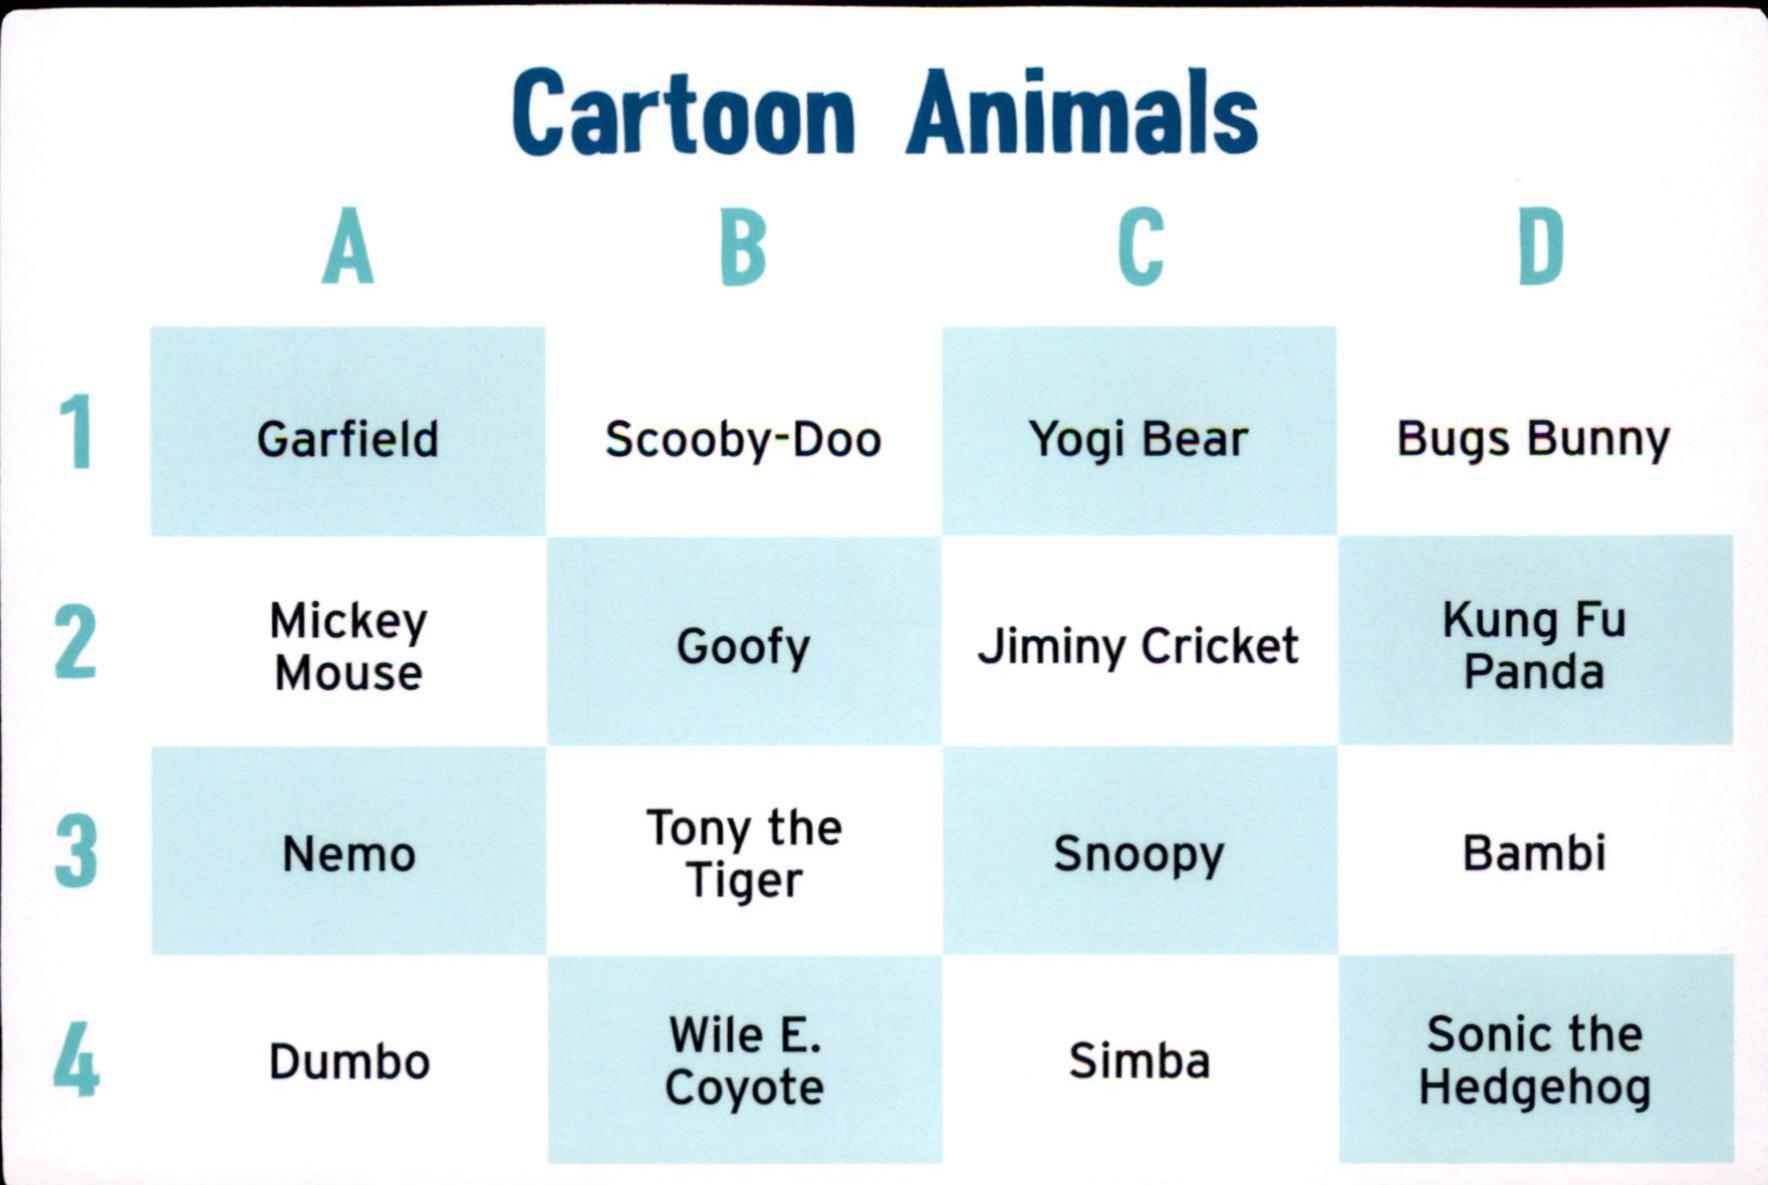 Cartoon Animals
A B C D
1 Garfield Scooby-Doo Yogi Bear Bugs Bunny
2 Mickey Mouse Goofy Jiminy Cricket Kung Fu Panda
3 Nemo Tony the Tiger Snoopy Bambi
4 Dumbo Wile E. Coyote Simba Sonic the Hedgehog